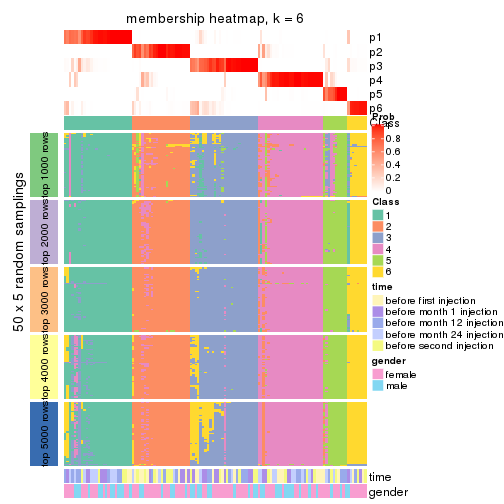 membership heatmap, k = 6
p1
p2
p3
p4
p5
p6
Class
Prob
1
0.8
0.6
0.4
0.2
0
Class
1
2
3
4
5
6
time
before first injection
before month 1 injection
before month 12 injection
before month 24 injection
before second injection
gender
female
male
50 x 5 random samplings
top 1000 rows
top 2000 rows
top 3000 rows
top 4000 rows
top 5000 rows
time
gender